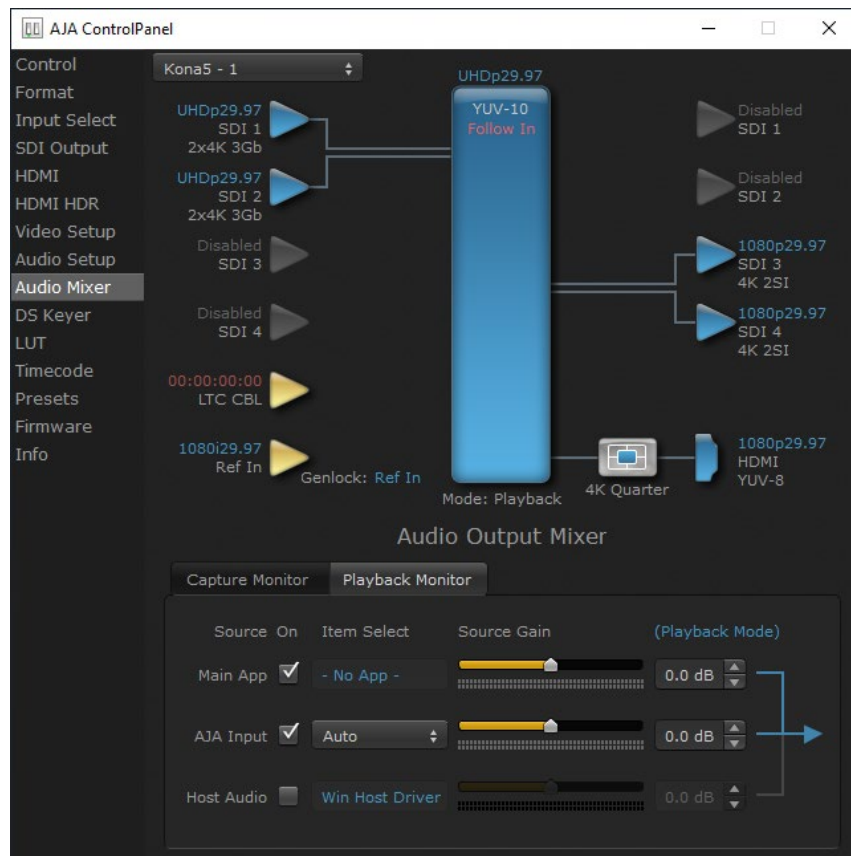 AJA ControlPanel
Control
Format
Input Select
SDI Output
HDMI
HDMI HDR
Video Setup
Audio Setup
Audio Mixer
DS Keyer
LUT
Timecode
Presets
Firmware
Info
Kona5 - 1
UHDp29.97
SDI 1
2x4K 3Gb
UHDp29.97
SDI 2
2x4K 3Gb
Disabled
SDI 3
Disabled
SDI 4
00:00:00:00
LTC CBL
1080i29.97
Ref In
Genlock: Ref In
UHDp29.97
YUV-10
Follow In
Mode: Playback
Disabled
SDI 1
Disabled
SDI 2
1080p29.97
SDI 3
4K 2SI
1080p29.97
SDI 4
4K 2SI
4K Quarter
1080p29.97
HDMI
YUV-8
Audio Output Mixer
Capture Monitor Playback Monitor
Source On Item Select Source Gain (Playback Mode)
Main App - No App - 0.0 dB
AJA Input Auto 0.0 dB
Host Audio Win Host Driver 0.0 dB